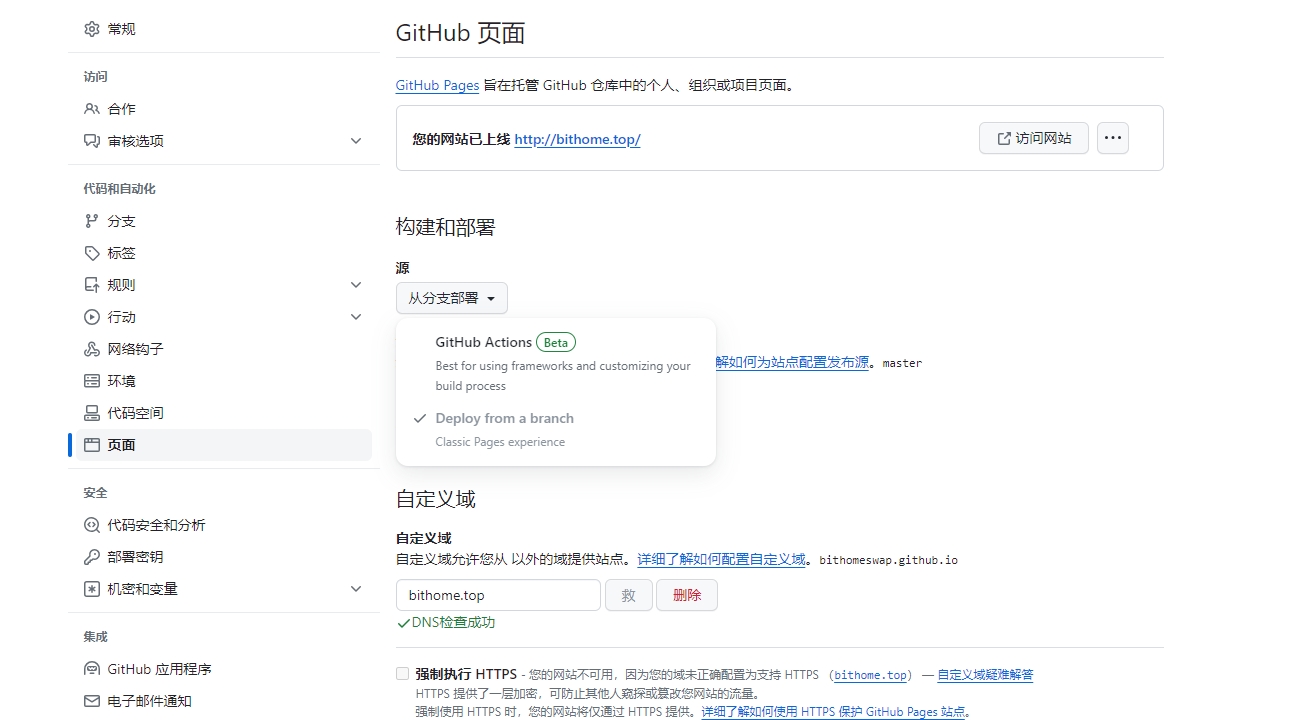 常规
访问
合作
审核选项
代码和自动化
分支
标签
规则
行动
网络钩子
环境
代码空间
页面
安全
代码安全和分析
部署密钥
机密和变量
集成
GitHub 应用程序
电子邮件通知
GitHub 页面
GitHub Pages 旨在托管 GitHub 仓库中的个人、组织或项目页面。
您的网站已上线 http://bithome.top/
访问网站
构建和部署
源
从分支部署
GitHub Actions Beta
Best for using frameworks and customizing your
build process
Deploy from a branch
Classic Pages experience
解如何为站点配置发布源。master
自定义域
自定义域
自定义域允许您从 以外的域提供站点。详细了解如何配置自定义域。bithomeswap.github.io
bithome.top 救 删除
DNS检查成功
强制执行 HTTPS - 您的网站不可用，因为您的域未正确配置为支持 HTTPS （bithome.top） — 自定义域疑难解答
HTTPS 提供了一层加密，可防止其他人窥探或篡改您网站的流量。
强制使用 HTTPS 时，您的网站将仅通过 HTTPS 提供。详细了解如何使用 HTTPS 保护 GitHub Pages 站点。